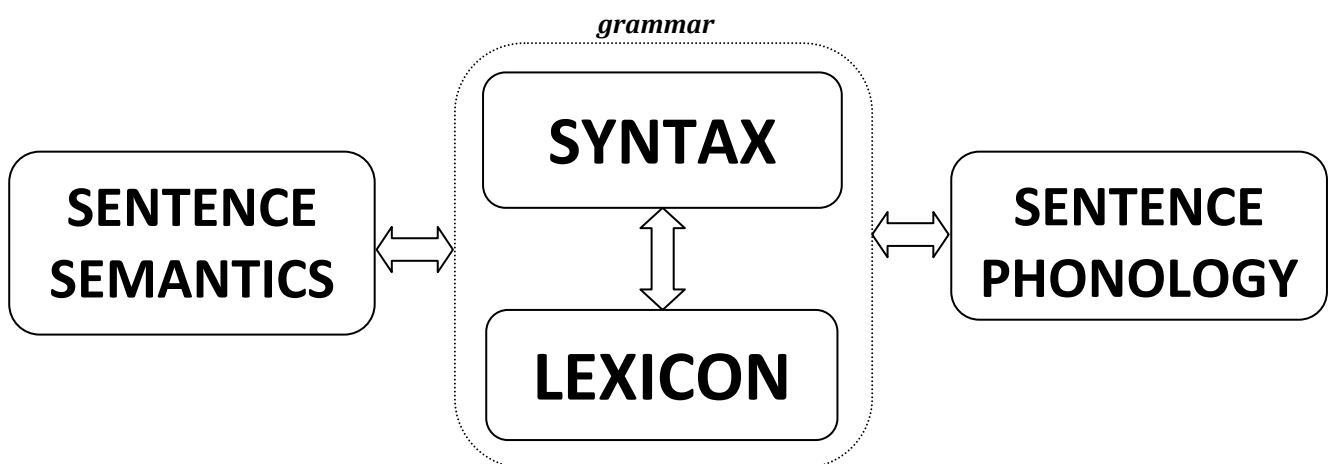 grammar
SYNTAX
SENTENCE
SEMANTICS
LEXICON
SENTENCE
PHONOLOGY